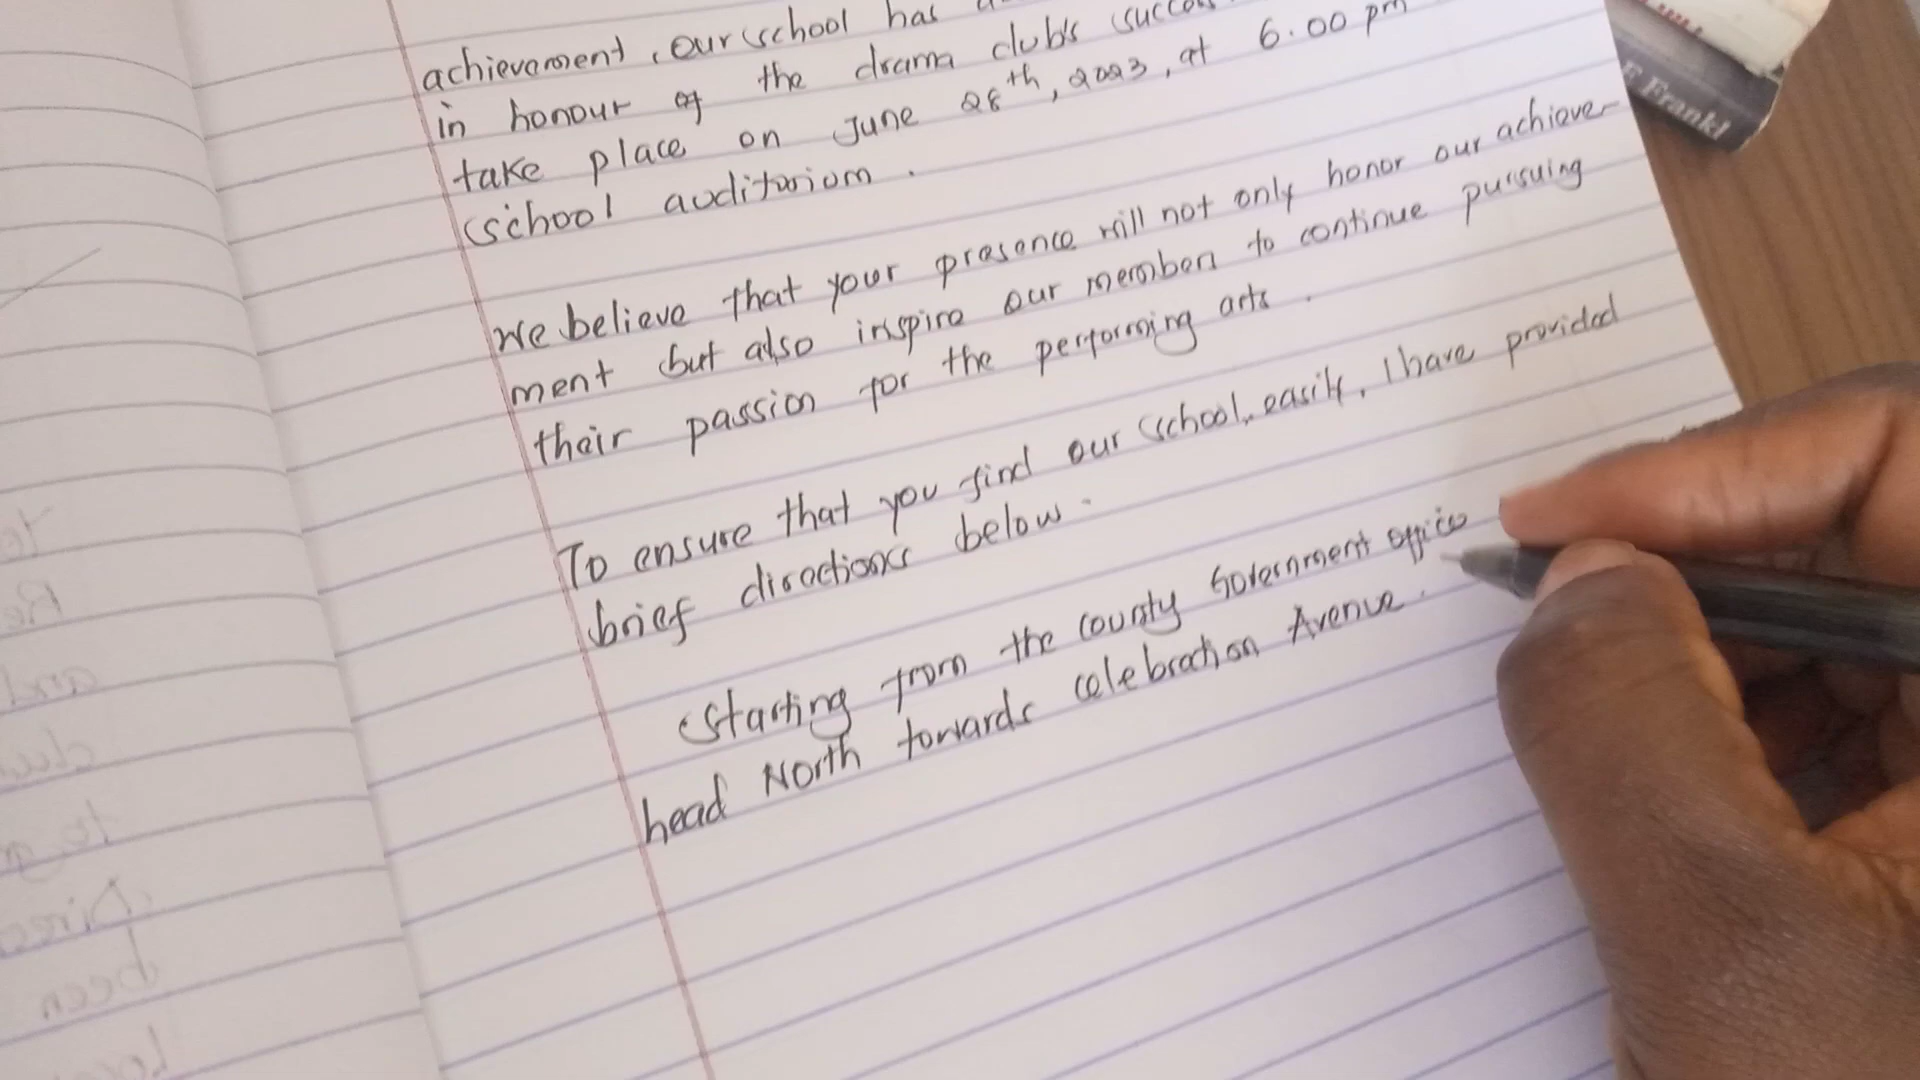 achievement, our school has
in honour of the drama club's success
take place on June 28th, 2023, at 6.00 pm
school auditorium.
We believe that your presence will not only honor our achieve-
ment but also inspire our members to continue pursuing
their passion for the performing arts.
To ensure that you find our school, easily, I have provided
brief directions below.
Starting from the County Government office
head North towards celebration Avenue.
F Frankl